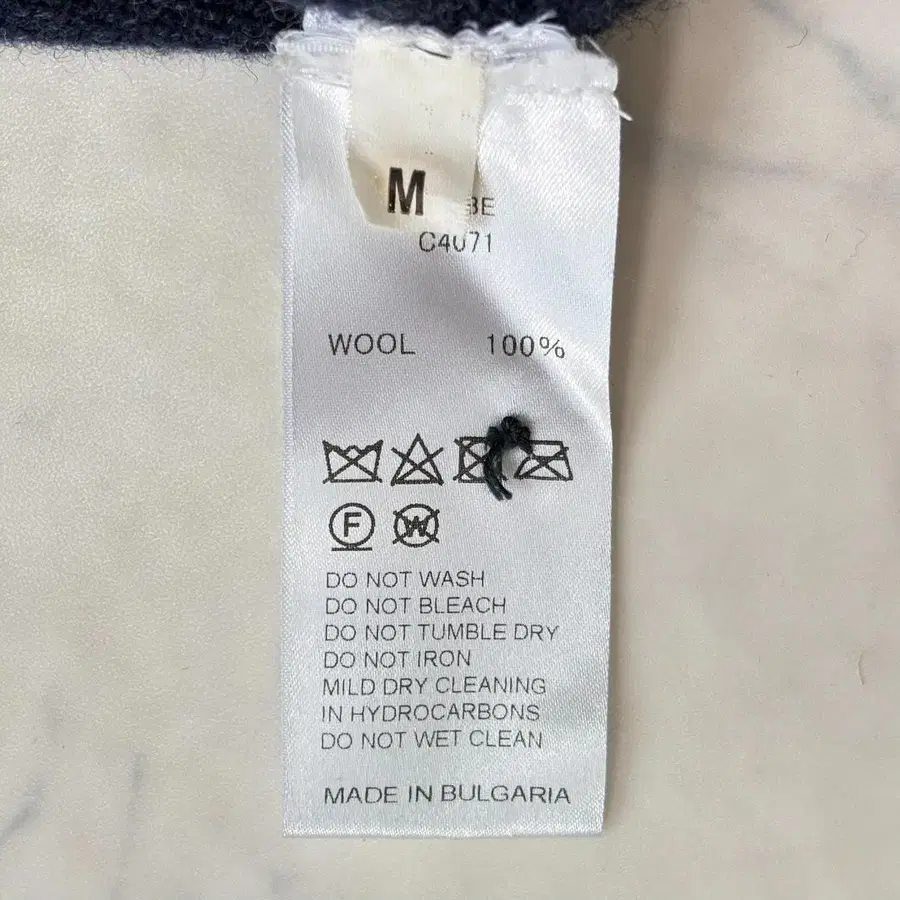 M
BE
C4071
WOOL 100%
F W
DO NOT WASH
DO NOT BLEACH
DO NOT TUMBLE DRY
DO NOT IRON
MILD DRY CLEANING
IN HYDROCARBONS
DO NOT WET CLEAN
MADE IN BULGARIA